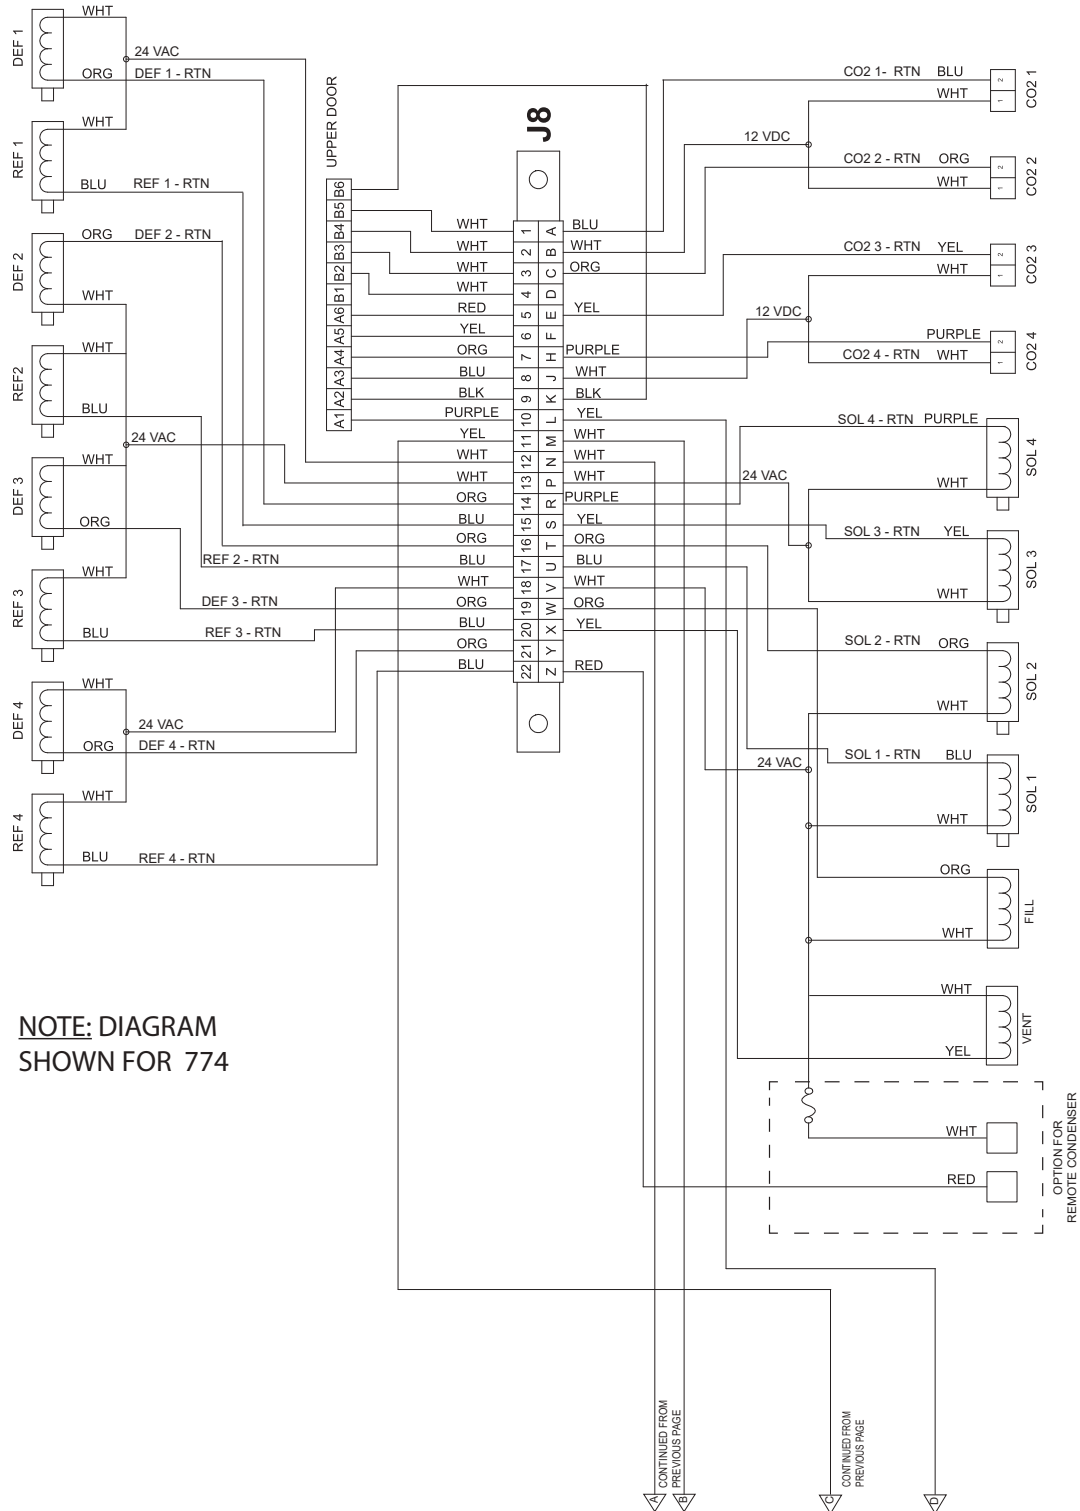 DEF 1
WHT
24 VAC
ORG DEF 1 - RTN
REF 1
WHT
BLU REF 1 - RTN
DEF 2
ORG DEF 2 - RTN
WHT
REF2
WHT
BLU
24 VAC
DEF 3
WHT
ORG
REF 2 - RTN
REF 3
WHT
DEF 3 - RTN
BLU REF 3 - RTN
DEF 4
WHT
24 VAC
ORG DEF 4 - RTN
REF 4
WHT
BLU REF 4 - RTN
UPPER DOOR
B6
B5
B4
B3
B2
B1
A6
A5
A4
A3
A2
A1
J8
WHT 1 A BLU
WHT 2 B WHT
WHT 3 C ORG
WHT 4 D
RED 5 E YEL
YEL 6 F
ORG 7 H PURPLE
BLU 8 J WHT
BLK 9 K BLK
PURPLE 10 L YEL
YEL 11 M WHT
WHT 12 N WHT
WHT 13 P WHT
ORG 14 R PURPLE
BLU 15 S YEL
ORG 16 T ORG
BLU 17 U BLU
WHT 18 V WHT
ORG 19 W ORG
BLU 20 X YEL
ORG 21 Y
BLU 22 Z RED
CO2 1- RTN BLU 2
WHT 1
CO2 1
12 VDC
CO2 2 - RTN ORG 2
WHT 1
CO2 2
CO2 3 - RTN YEL 2
WHT 1
CO2 3
12 VDC
PURPLE 2
CO2 4 - RTN WHT 1
CO2 4
SOL 4 - RTN PURPLE
WHT
SOL 4
24 VAC
SOL 3 - RTN YEL
WHT
SOL 3
SOL 2 - RTN ORG
WHT
SOL 2
24 VAC
SOL 1 - RTN BLU
WHT
SOL 1
ORG
WHT
FILL
WHT
YEL
VENT
WHT
RED
OPTION FOR
REMOTE CONDENSER
NOTE: DIAGRAM
SHOWN FOR 774
A
CONTINUED FROM
PREVIOUS PAGE
B
C
CONTINUED FROM
PREVIOUS PAGE
D